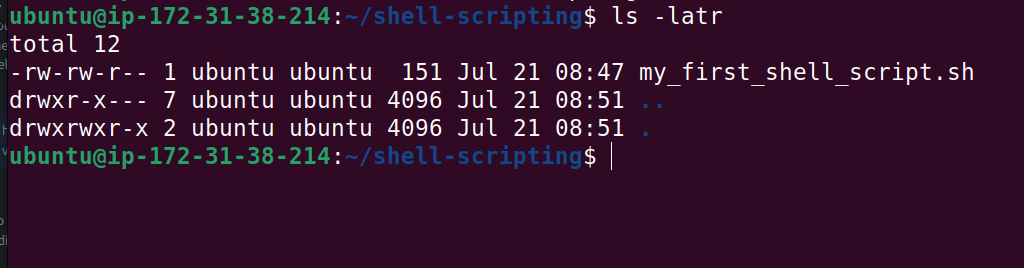 ubuntu@ip-172-31-38-214:~/shell-scripting$ ls -latr
total 12
-rw-rw-r-- 1 ubuntu ubuntu  151 Jul 21 08:47 my_first_shell_script.sh
drwxr-x--- 7 ubuntu ubuntu 4096 Jul 21 08:51 ..
drwxrwxr-x 2 ubuntu ubuntu 4096 Jul 21 08:51 .
ubuntu@ip-172-31-38-214:~/shell-scripting$